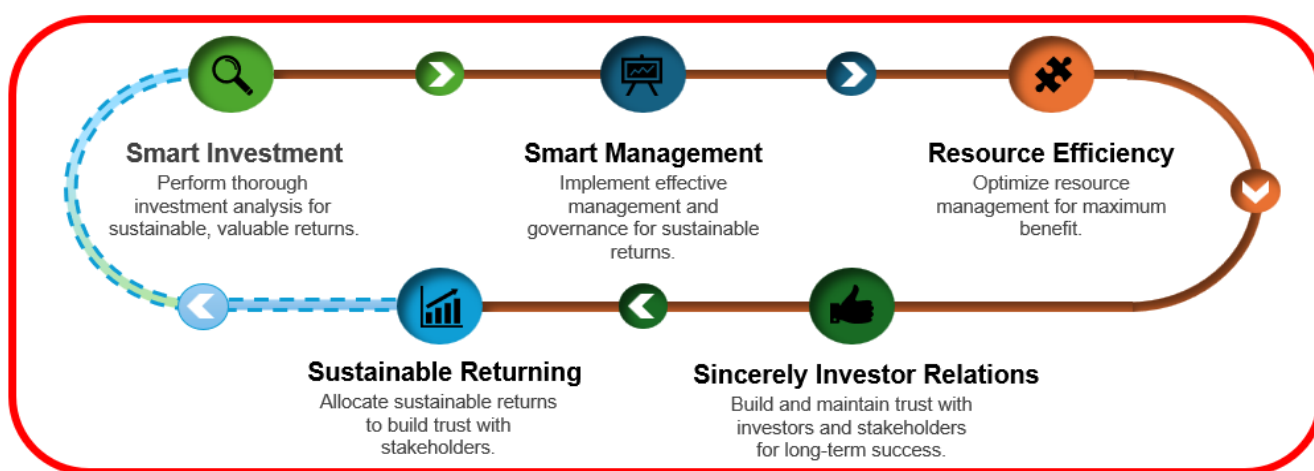 Smart Investment
Perform thorough
investment analysis for
sustainable, valuable returns.
Smart Management
Implement effective
management and
governance for sustainable
returns.
Resource Efficiency
Optimize resource
management for maximum
benefit.
Sustainable Returning
Allocate sustainable returns
to build trust with
stakeholders.
Sincerely Investor Relations
Build and maintain trust with
investors and stakeholders
for long-term success.